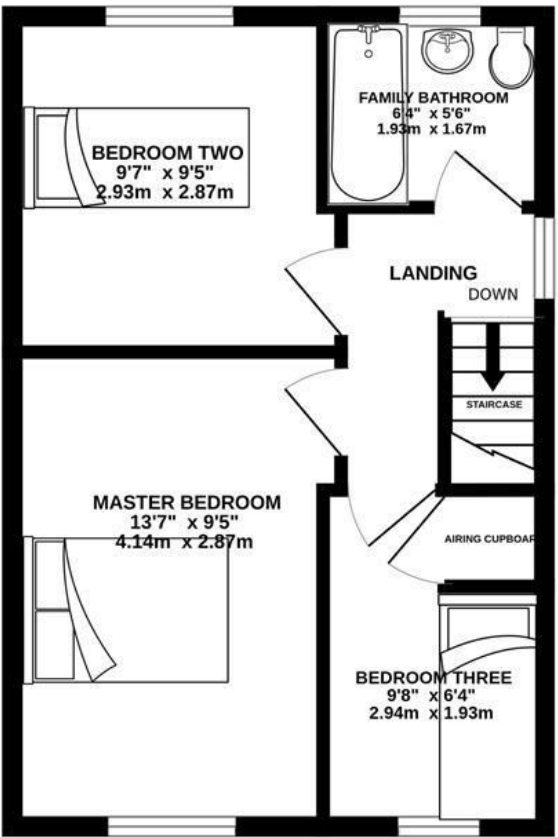 FAMILY BATHROOM
6'4" x 5'6"
1.93m x 1.67m
BEDROOM TWO
9'7" x 9'5"
2.93m x 2.87m
LANDING
DOWN
STAIRCASE
MASTER BEDROOM
13'7" x 9'5"
4.14m x 2.87m
AIRING CUPBOAR
BEDROOM THREE
9'8" x 6'4"
2.94m x 1.93m